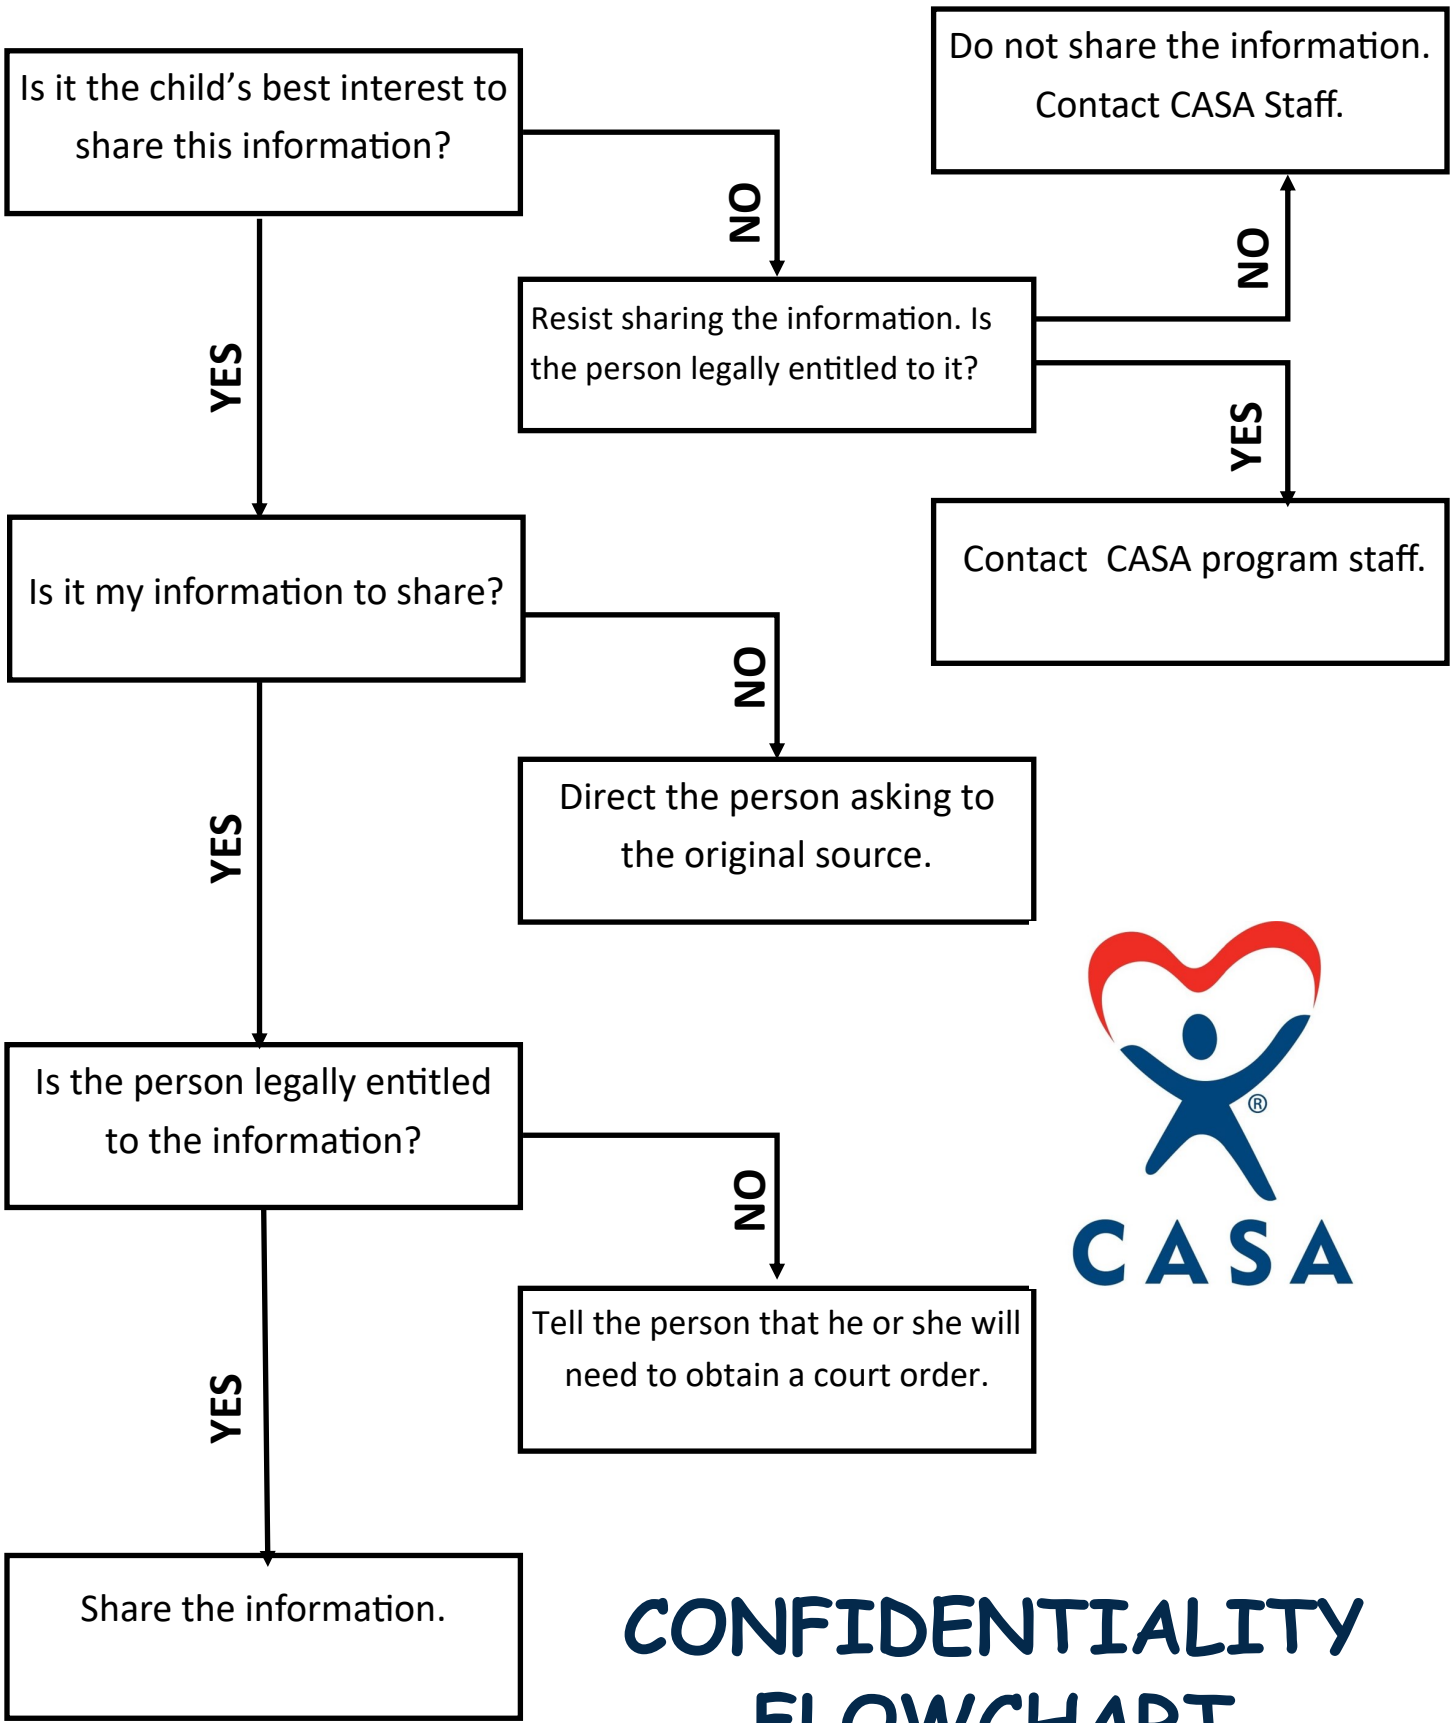 Is it the child’s best interest to
share this information?
NO
Do not share the information.
Contact CASA Staff.
NO
Resist sharing the information. Is
the person legally entitled to it?
YES
YES
Contact  CASA program staff.
Is it my information to share?
NO
Direct the person asking to
the original source.
YES
Is the person legally entitled
to the information?
NO
Tell the person that he or she will
need to obtain a court order.
YES
Share the information.
®
CASA
CONFIDENTIALITY
FLOWCHART